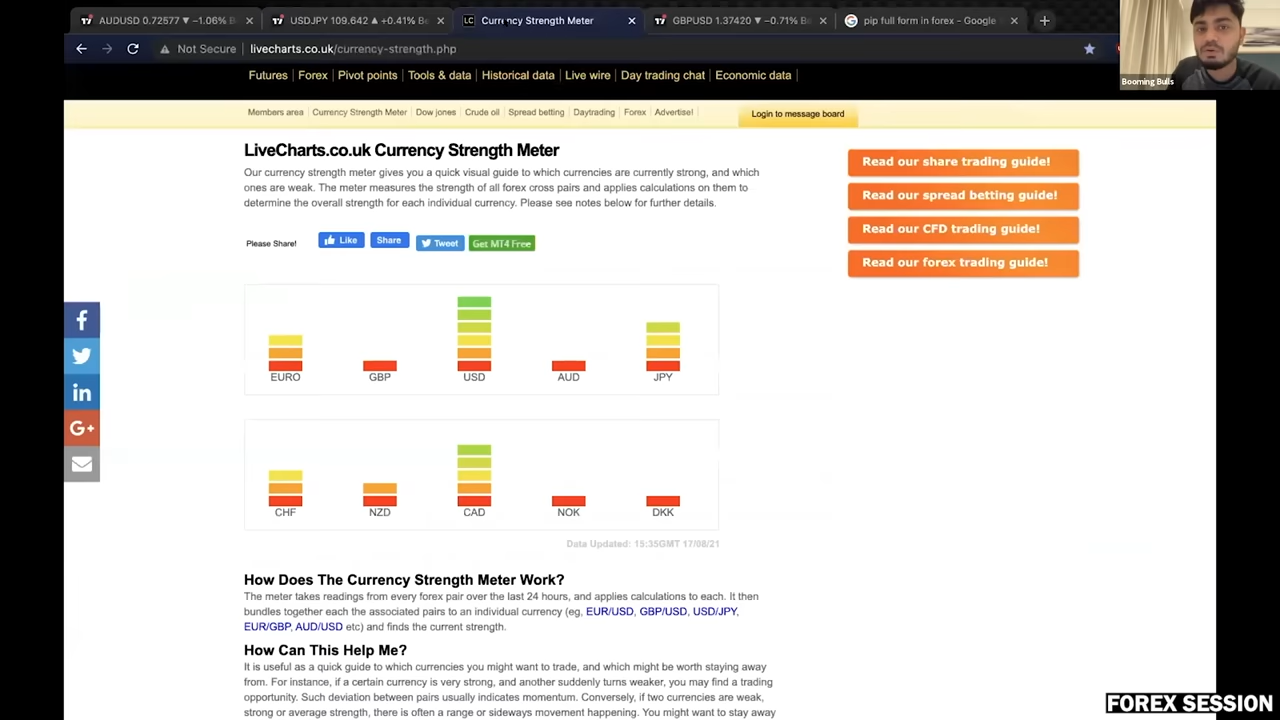 AUDUSD 0.72577 ▼ −1.06% B
USDJPY 109.642 ▲ +0.41% B
LC
Currency Strength Meter
GBPUSD 1.37420 ▼ −0.71% B
pip full form in forex - Google
Not Secure
livecharts.co.uk/currency-strength.php
Booming Bulls
Futures | Forex | Pivot points | Tools & data | Historical data | Live wire | Day trading chat | Economic data |
Members area | Currency Strength Meter | Dow jones | Crude oil | Spread betting | Daytrading | Forex | Advertise! |
Login to message board
LiveCharts.co.uk Currency Strength Meter
Our currency strength meter gives you a quick visual guide to which currencies are currently strong, and which
ones are weak. The meter measures the strength of all forex cross pairs and applies calculations on them to
determine the overall strength for each individual currency. Please see notes below for further details.
Please Share!
Like
Share
Tweet
Get MT4 Free
Read our share trading guide!
Read our spread betting guide!
Read our CFD trading guide!
Read our forex trading guide!
EURO GBP USD AUD JPY
CHF NZD CAD NOK DKK
Data Updated: 15:35GMT 17/08/21
How Does The Currency Strength Meter Work?
The meter takes readings from every forex pair over the last 24 hours, and applies calculations to each. It then
bundles together each the associated pairs to an individual currency (eg, EUR/USD, GBP/USD, USD/JPY,
EUR/GBP, AUD/USD etc) and finds the current strength.
How Can This Help Me?
It is useful as a quick guide to which currencies you might want to trade, and which might be worth staying away
from. For instance, if a certain currency is very strong, and another suddenly turns weaker, you may find a trading
opportunity. Such deviation between pairs usually indicates momentum. Conversely, if two currencies are weak,
strong or average strength, there is often a range or sideways movement happening. You might want to stay away
FOREX SESSION